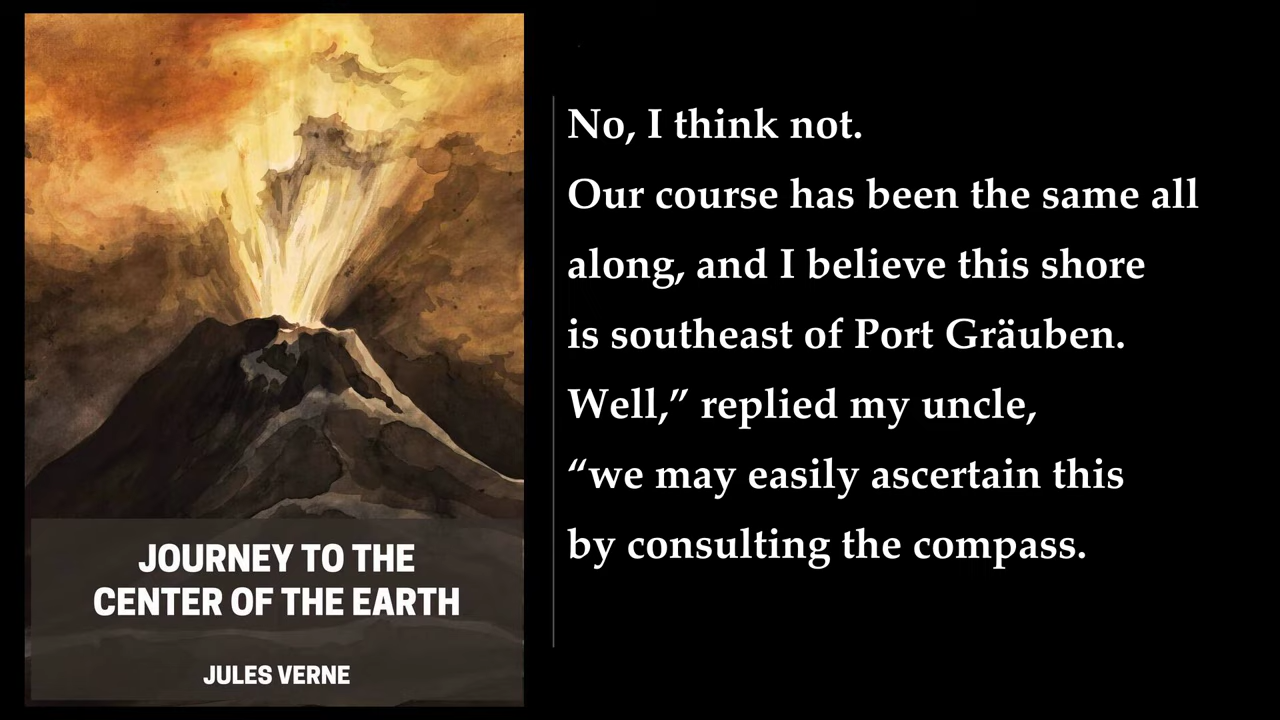 JOURNEY TO THE
CENTER OF THE EARTH
JULES VERNE
No, I think not.
Our course has been the same all
along, and I believe this shore
is southeast of Port Gräuben.
Well,” replied my uncle,
“we may easily ascertain this
by consulting the compass.